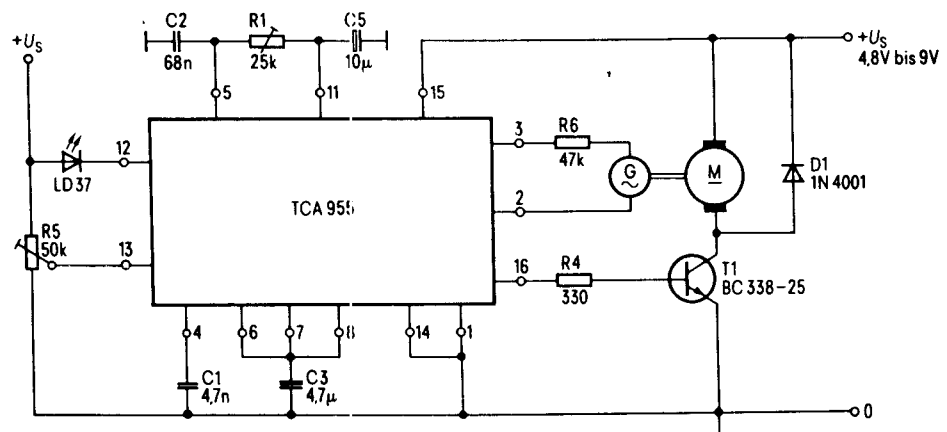 C2
R1
C5
+US
68n
25k
10µ
+US
4,8V bis 9V
5
11
15
12
3
R6
47k
LD37
G
M
D1
1N 4001
TCA 955
2
R5
50k
13
16
R4
330
T1
BC 338-25
4
6
7
8
14
1
C1
4,7n
C3
4,7µ
0